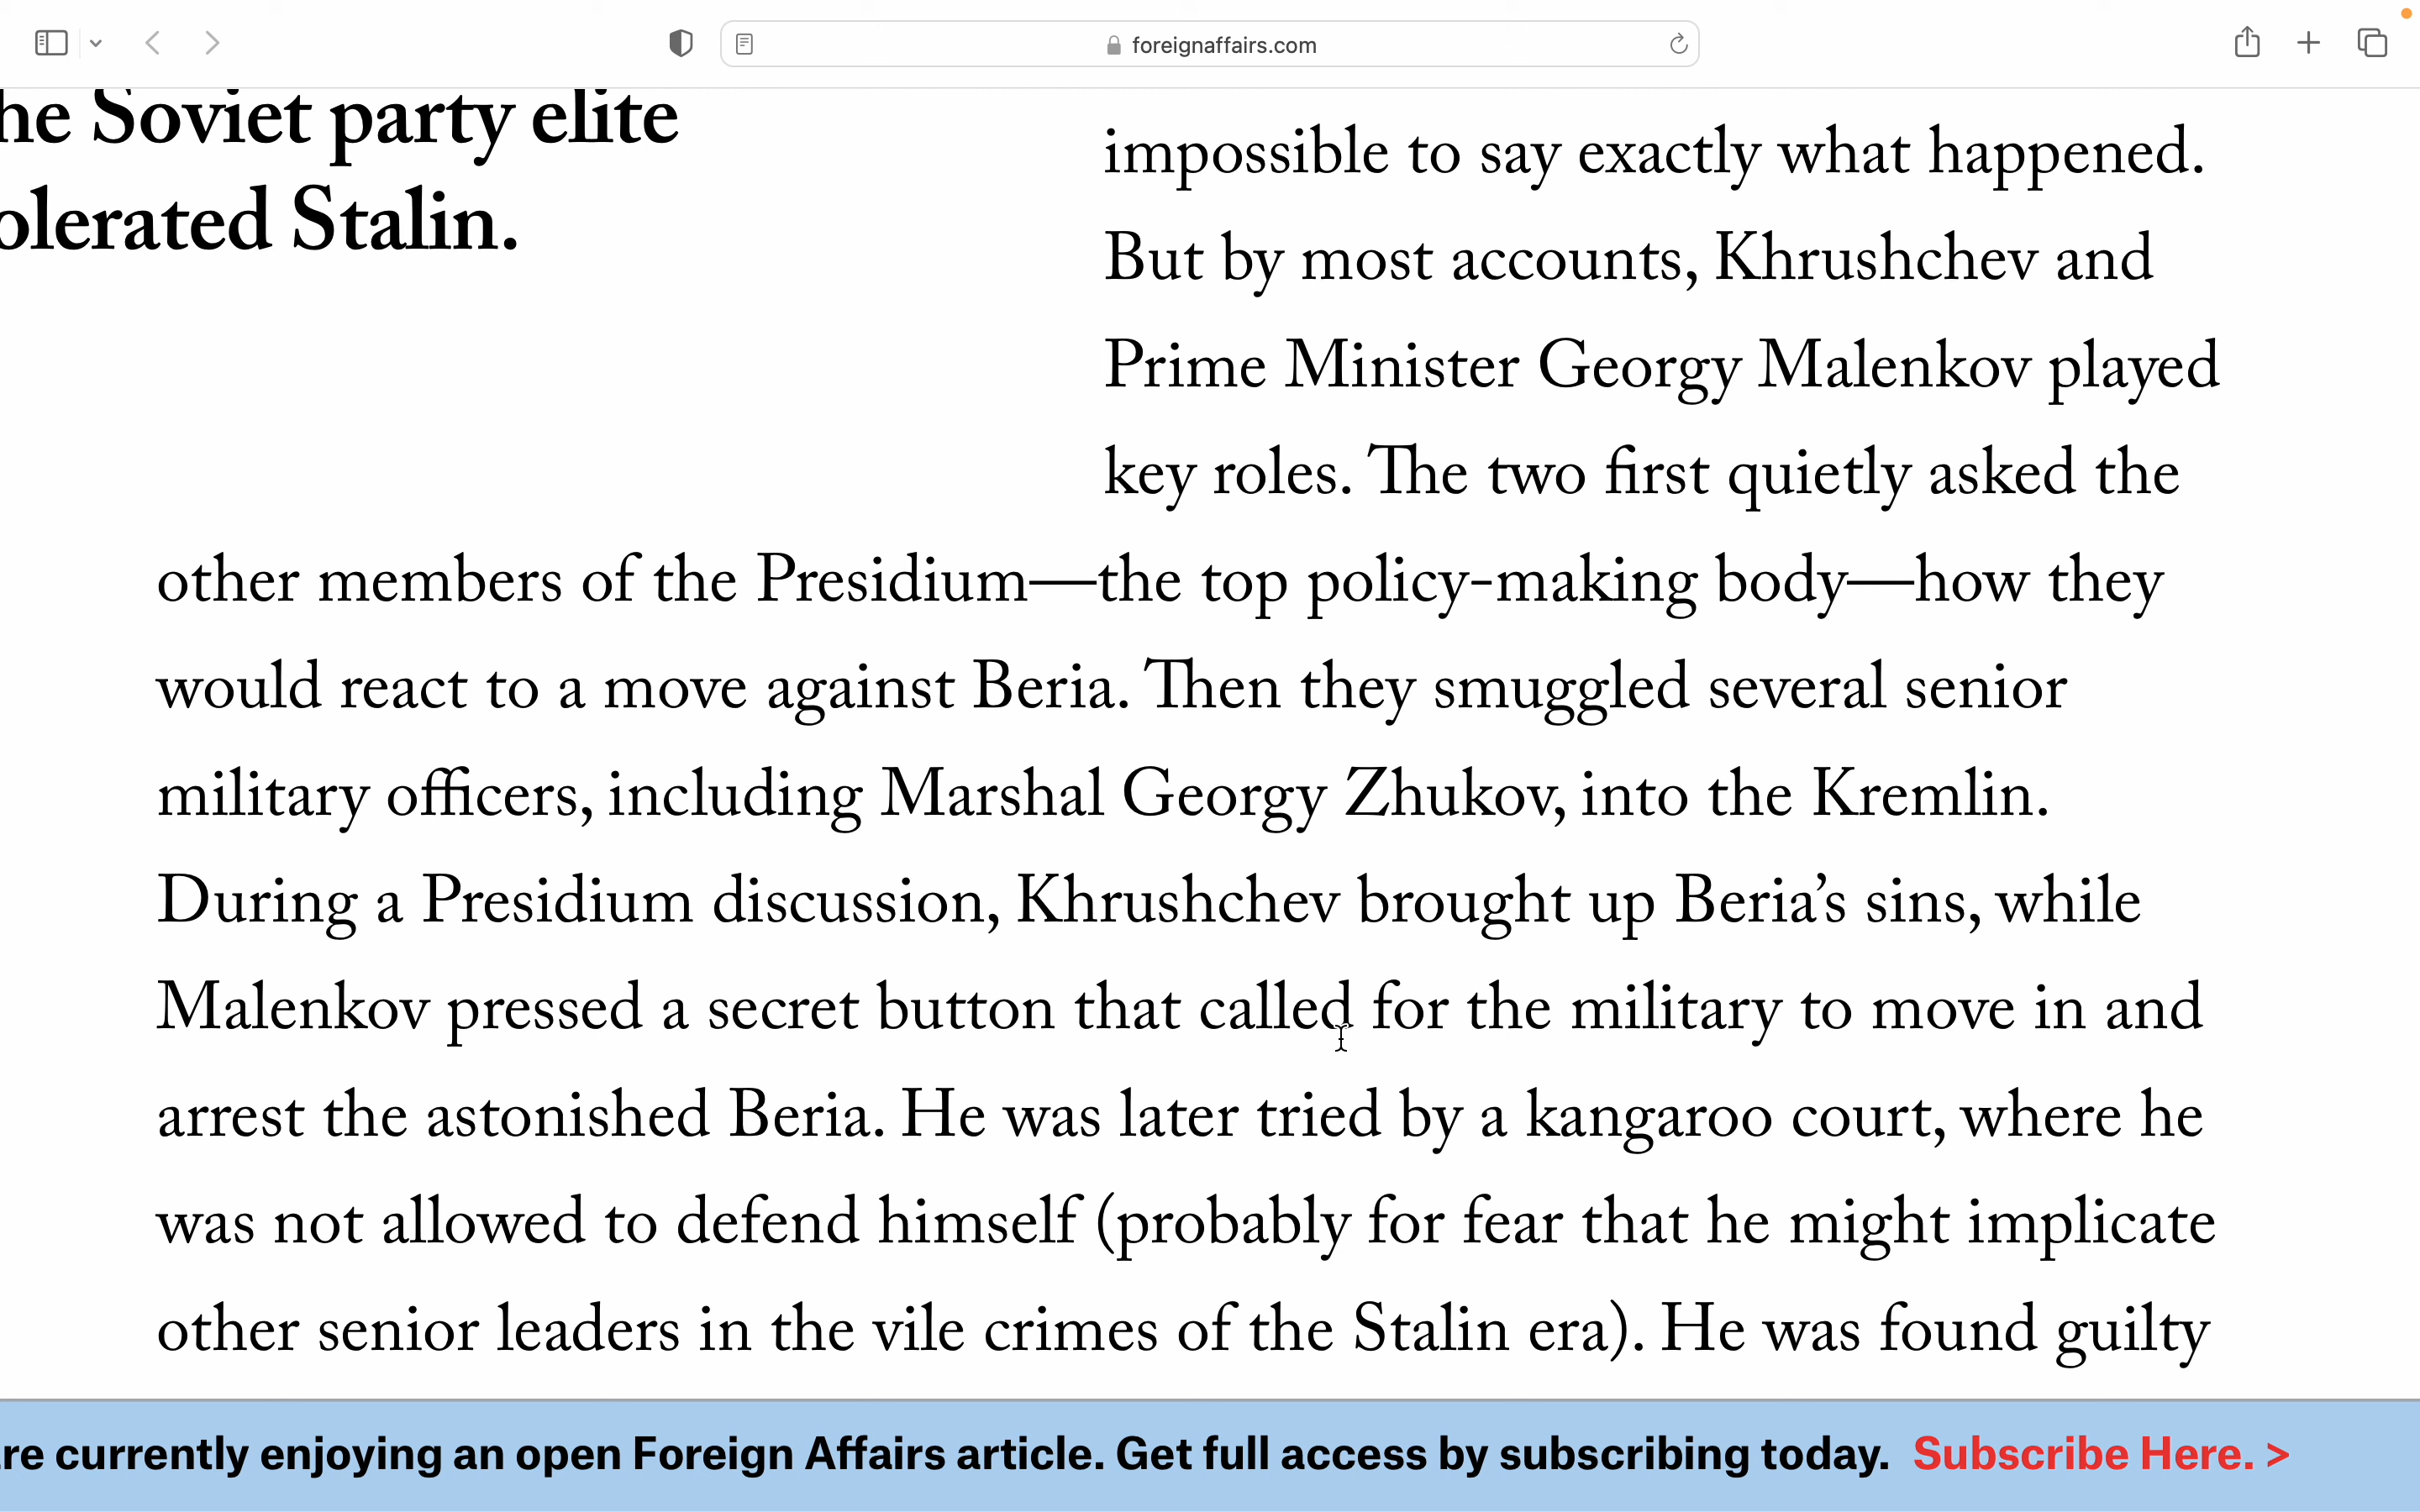 foreignaffairs.com
he Soviet party elite
olerated Stalin.
impossible to say exactly what happened.
But by most accounts, Khrushchev and
Prime Minister Georgy Malenkov played
key roles. The two first quietly asked the
other members of the Presidium—the top policy-making body—how they
would react to a move against Beria. Then they smuggled several senior
military officers, including Marshal Georgy Zhukov, into the Kremlin.
During a Presidium discussion, Khrushchev brought up Beria’s sins, while
Malenkov pressed a secret button that called for the military to move in and
arrest the astonished Beria. He was later tried by a kangaroo court, where he
was not allowed to defend himself (probably for fear that he might implicate
other senior leaders in the vile crimes of the Stalin era). He was found guilty
re currently enjoying an open Foreign Affairs article. Get full access by subscribing today. Subscribe Here. >